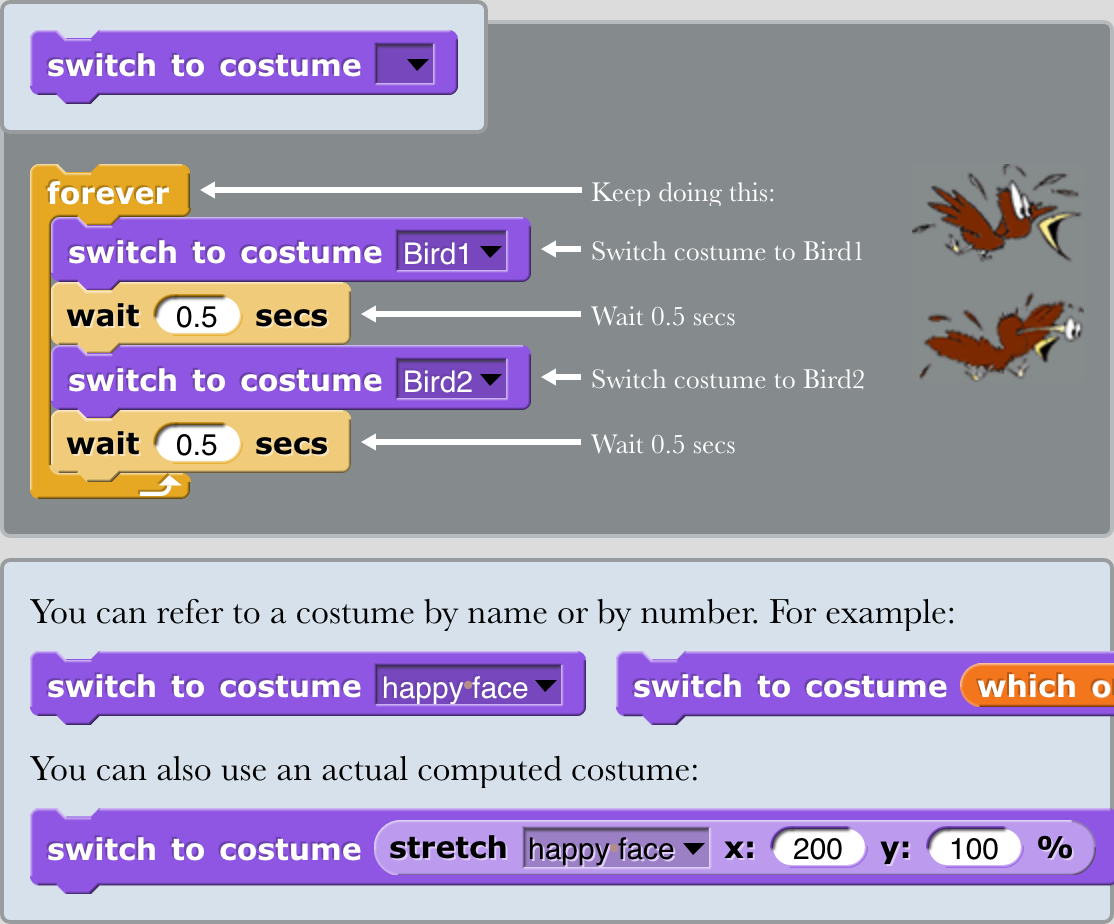 switch to costume
forever
Keep doing this:
switch to costume Bird1
Switch costume to Bird1
wait 0.5 secs
Wait 0.5 secs
switch to costume Bird2
Switch costume to Bird2
wait 0.5 secs
Wait 0.5 secs
You can refer to a costume by name or by number. For example:
switch to costume happy face
switch to costume which
You can also use an actual computed costume:
switch to costume stretch happy face x: 200 y: 100 %